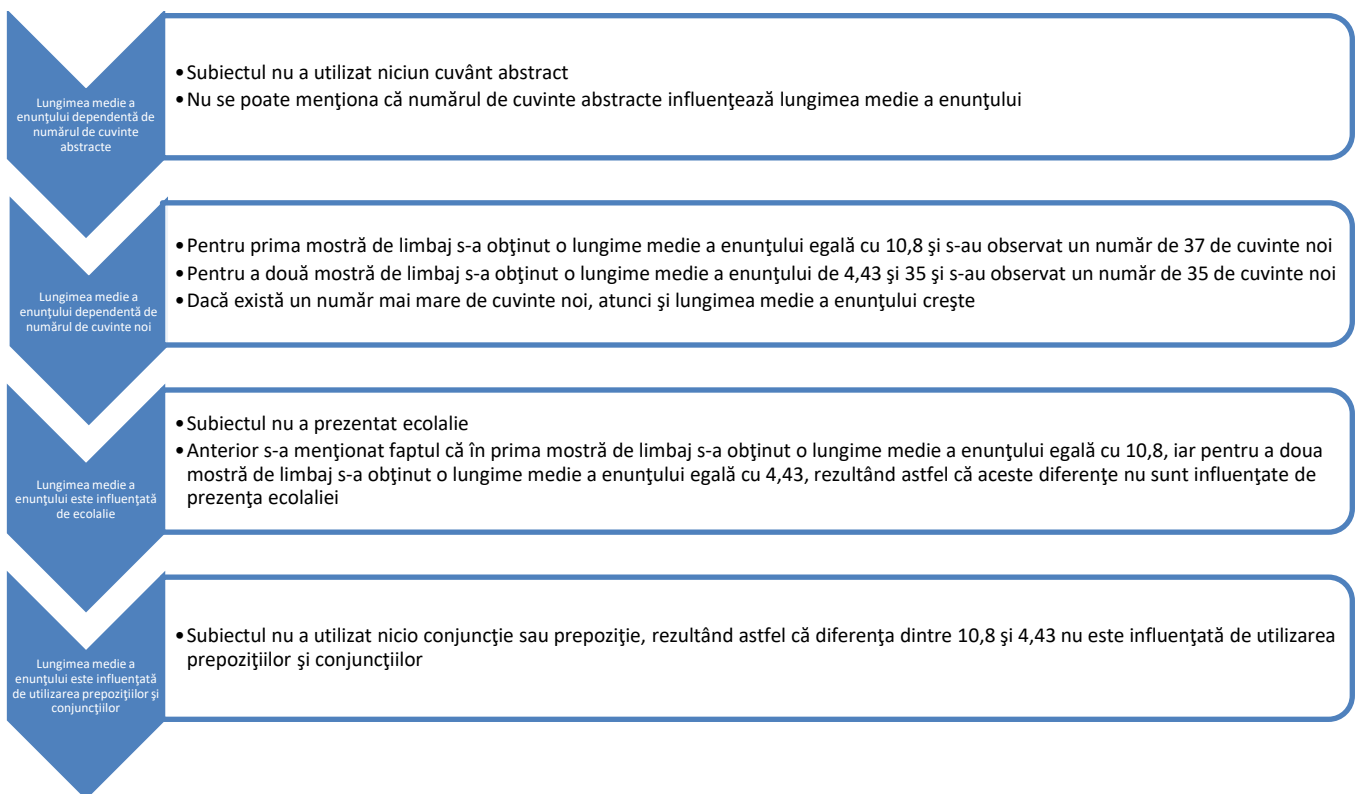 Lungimea medie a
enunţului dependentă de
numărul de cuvinte
abstracte
•Subiectul nu a utilizat niciun cuvânt abstract
•Nu se poate menţiona că numărul de cuvinte abstracte influenţează lungimea medie a enunţului
Lungimea medie a
enunţului dependentă de
numărul de cuvinte noi
•Pentru prima mostră de limbaj s-a obţinut o lungime medie a enunţului egală cu 10,8 şi s-au observat un număr de 37 de cuvinte noi
•Pentru a două mostră de limbaj s-a obţinut o lungime medie a enunţului de 4,43 şi 35 şi s-au observat un număr de 35 de cuvinte noi
•Dacă există un număr mai mare de cuvinte noi, atunci şi lungimea medie a enunţului creşte
Lungimea medie a
enunţului este influenţată
de ecolalie
•Subiectul nu a prezentat ecolalie
•Anterior s-a menţionat faptul că în prima mostră de limbaj s-a obţinut o lungime medie a enunţului egală cu 10,8, iar pentru a doua
mostră de limbaj s-a obţinut o lungime medie a enunţului egală cu 4,43, rezultând astfel că aceste diferenţe nu sunt influenţate de
prezenţa ecolaliei
Lungimea medie a
enunţului este influenţată
de utilizarea prepoziţiilor şi
conjuncţiilor
•Subiectul nu a utilizat nicio conjuncţie sau prepoziţie, rezultând astfel că diferenţa dintre 10,8 şi 4,43 nu este influenţată de utilizarea
prepoziţiilor şi conjuncţiilor